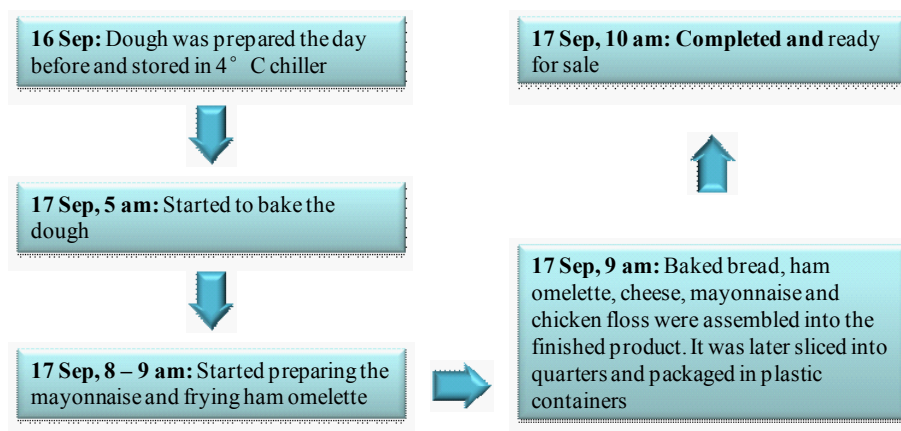 16 Sep: Dough was prepared the day
before and stored in 4° C chiller
17 Sep, 5 am: Started to bake the
dough
17 Sep, 8 – 9 am: Started preparing the
mayonnaise and frying ham omelette
17 Sep, 9 am: Baked bread, ham
omelette, cheese, mayonnaise and
chicken floss were assembled into the
finished product. It was later sliced into
quarters and packaged in plastic
containers
17 Sep, 10 am: Completed and ready
for sale